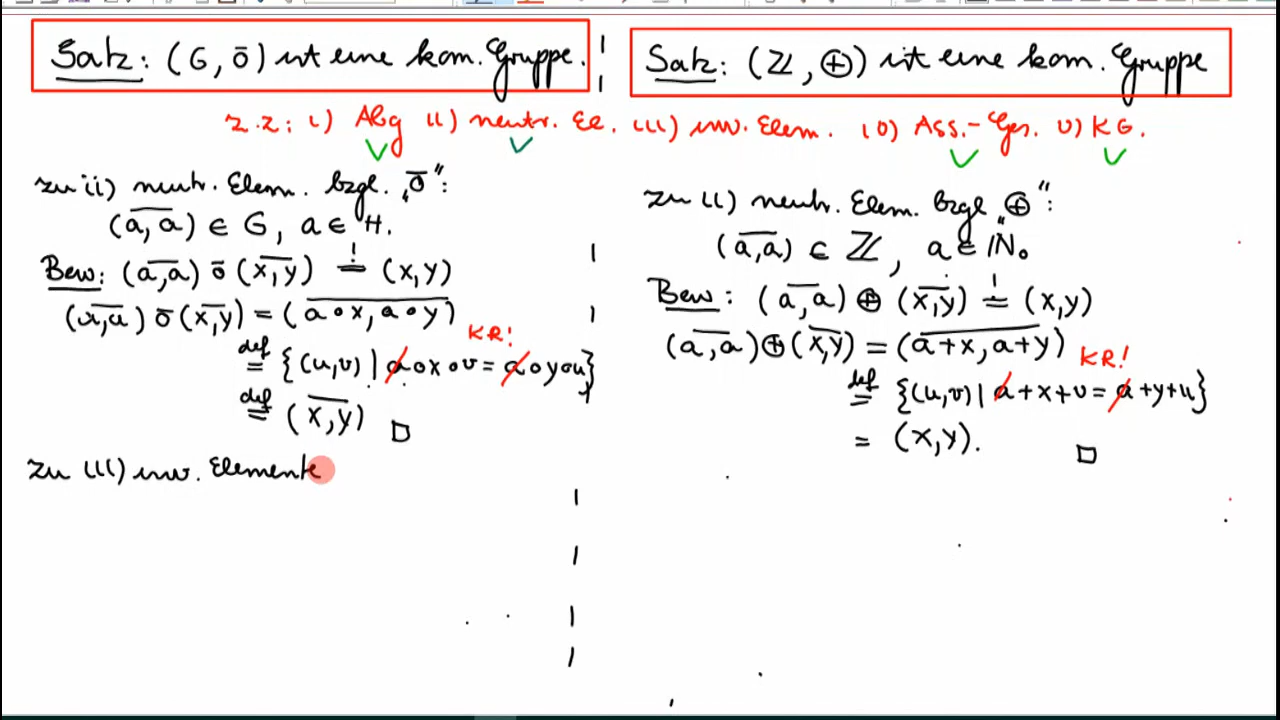 Satz: (G, ō) ist eine kom. Gruppe.
Satz: (ℤ, ⊕) ist eine kom. Gruppe
z.z: i) Abg ii) neutr. El. iii) inv. Elem. iv) Ass.-Ges. v) KG.
zu ii) neutr. Elem. bzgl. „ō“:
(a̅,̅a̅) ∈ G, a ∈ H.
Bew: (a̅,̅a̅) ō (x̅,̅y̅) =! (x,y)
(a̅,̅a̅) ō (x̅,̅y̅) = (a̅∘̅x̅,̅ ̅a̅∘̅y̅)
KR!
def= {(u,v) | a∘x∘v = a∘y∘u}
def= (x̅,̅y̅) □
zu iii) inv. Elemente
zu ii) neutr. Elem. bzgl „⊕“:
(a̅,̅a̅) ∈ ℤ, a ∈ ℕ₀
Bew: (a̅,̅a̅) ⊕ (x̅,̅y̅) =! (x,y)
(a̅,̅a̅) ⊕ (x̅,̅y̅) = (a̅+̅x̅,̅ ̅a̅+̅y̅)
KR!
def= {(u,v) | a+x+v = a+y+u}
= (x,y). □